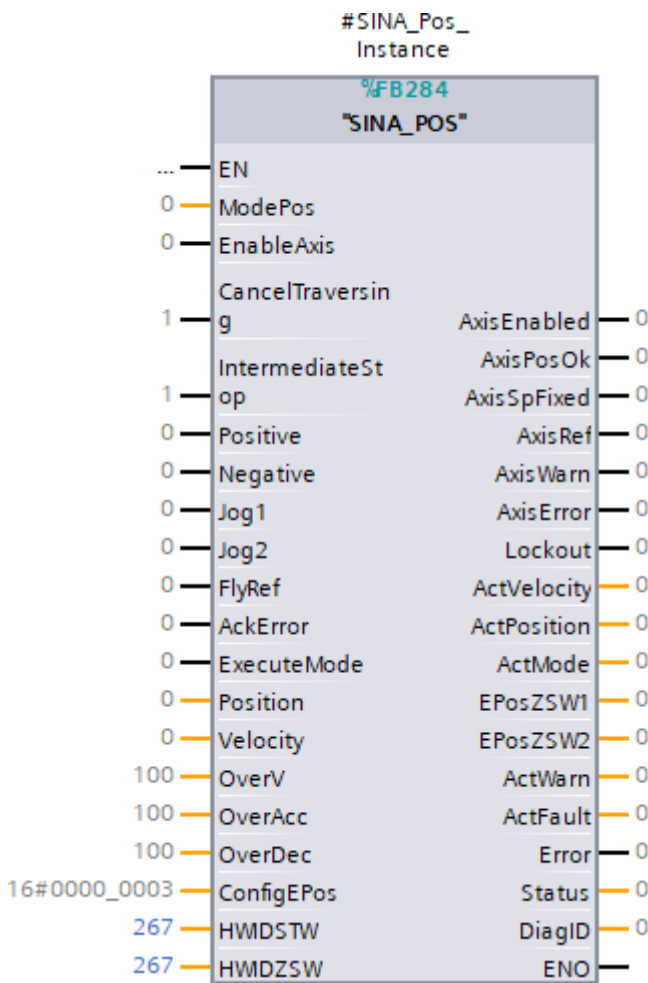 #SINA_Pos_
Instance
%FB284
"SINA_POS"
... EN
0 ModePos
0 EnableAxis
CancelTraversin
1 g AxisEnabled 0
AxisPosOk 0
IntermediateSt
1 op AxisSpFixed 0
0 Positive AxisRef 0
0 Negative AxisWarn 0
0 Jog1 AxisError 0
0 Jog2 Lockout 0
0 FlyRef ActVelocity 0
0 AckError ActPosition 0
0 ExecuteMode ActMode 0
0 Position EPosZSW1 0
0 Velocity EPosZSW2 0
100 OverV ActWarn 0
100 OverAcc ActFault 0
100 OverDec Error 0
16#0000_0003 ConfigEPos Status 0
267 HWIDSTW DiagID 0
267 HWIDZSW ENO